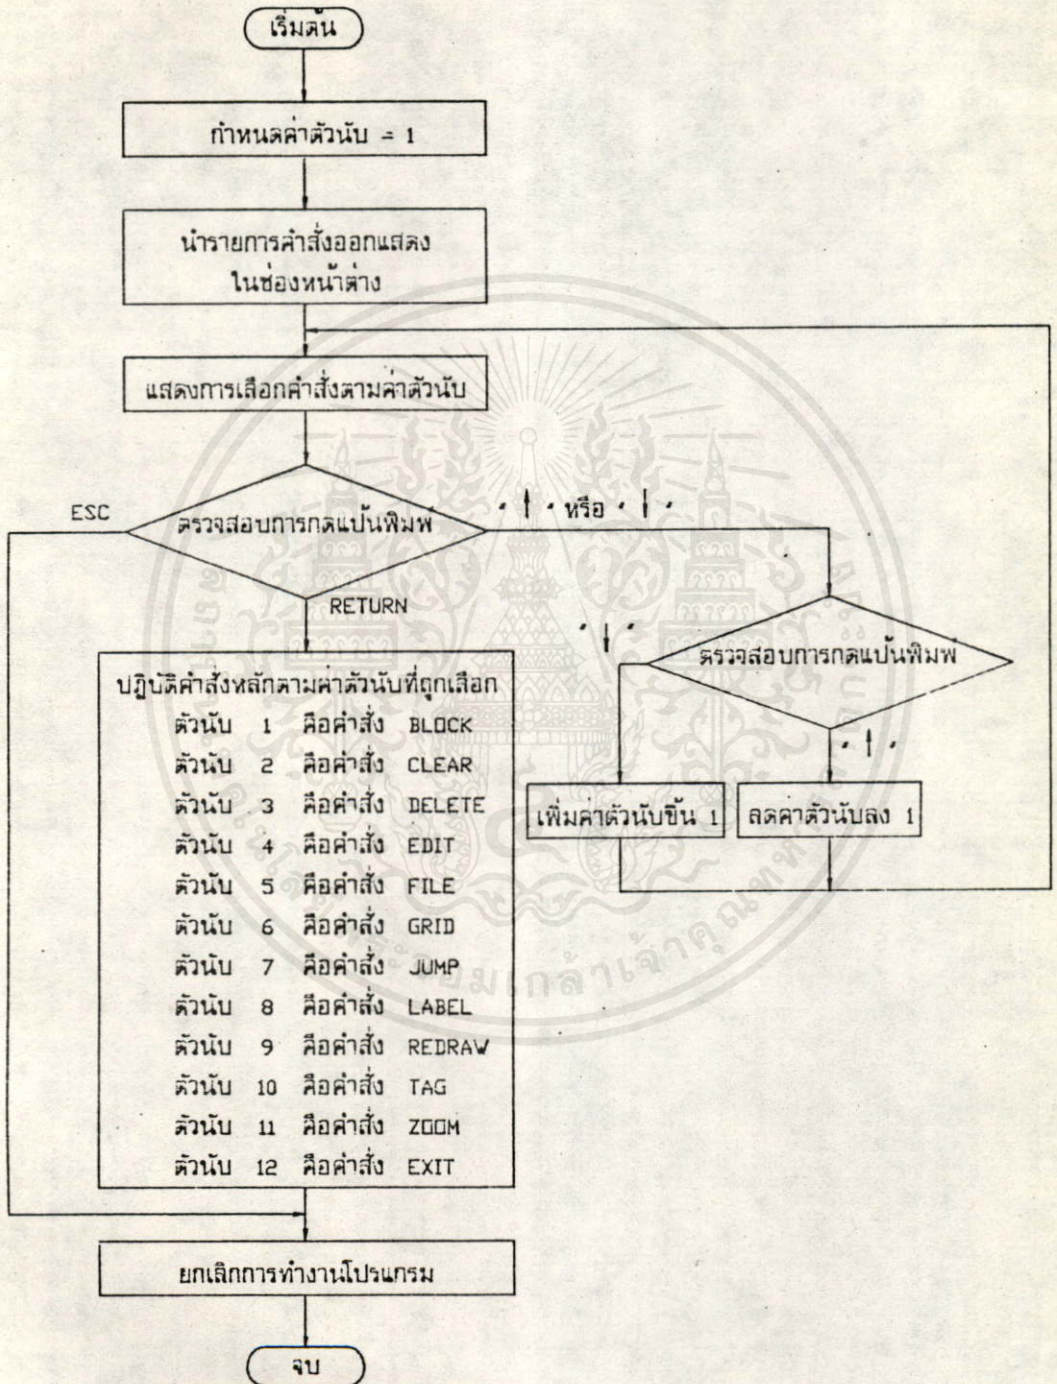 เริ่มต้น
กำหนดค่าตัวนับ = 1
นำรายการคำสั่งออกแสดง
ในช่องหน้าต่าง
แสดงการเลือกคำสั่งตามค่าตัวนับ
ESC
ตรวจสอบการกดแป้นพิมพ์
' ↑ ' หรือ ' ↓ '
RETURN
' ↓ '
ตรวจสอบการกดแป้นพิมพ์
' ↑ '
เพิ่มค่าตัวนับขึ้น 1
ลดค่าตัวนับลง 1
ปฏิบัติคำสั่งหลักตามค่าตัวนับที่ถูกเลือก
ตัวนับ 1 คือคำสั่ง BLOCK
ตัวนับ 2 คือคำสั่ง CLEAR
ตัวนับ 3 คือคำสั่ง DELETE
ตัวนับ 4 คือคำสั่ง EDIT
ตัวนับ 5 คือคำสั่ง FILE
ตัวนับ 6 คือคำสั่ง GRID
ตัวนับ 7 คือคำสั่ง JUMP
ตัวนับ 8 คือคำสั่ง LABEL
ตัวนับ 9 คือคำสั่ง REDRAW
ตัวนับ 10 คือคำสั่ง TAG
ตัวนับ 11 คือคำสั่ง ZOOM
ตัวนับ 12 คือคำสั่ง EXIT
ยกเลิกการทำงานโปรแกรม
จบ